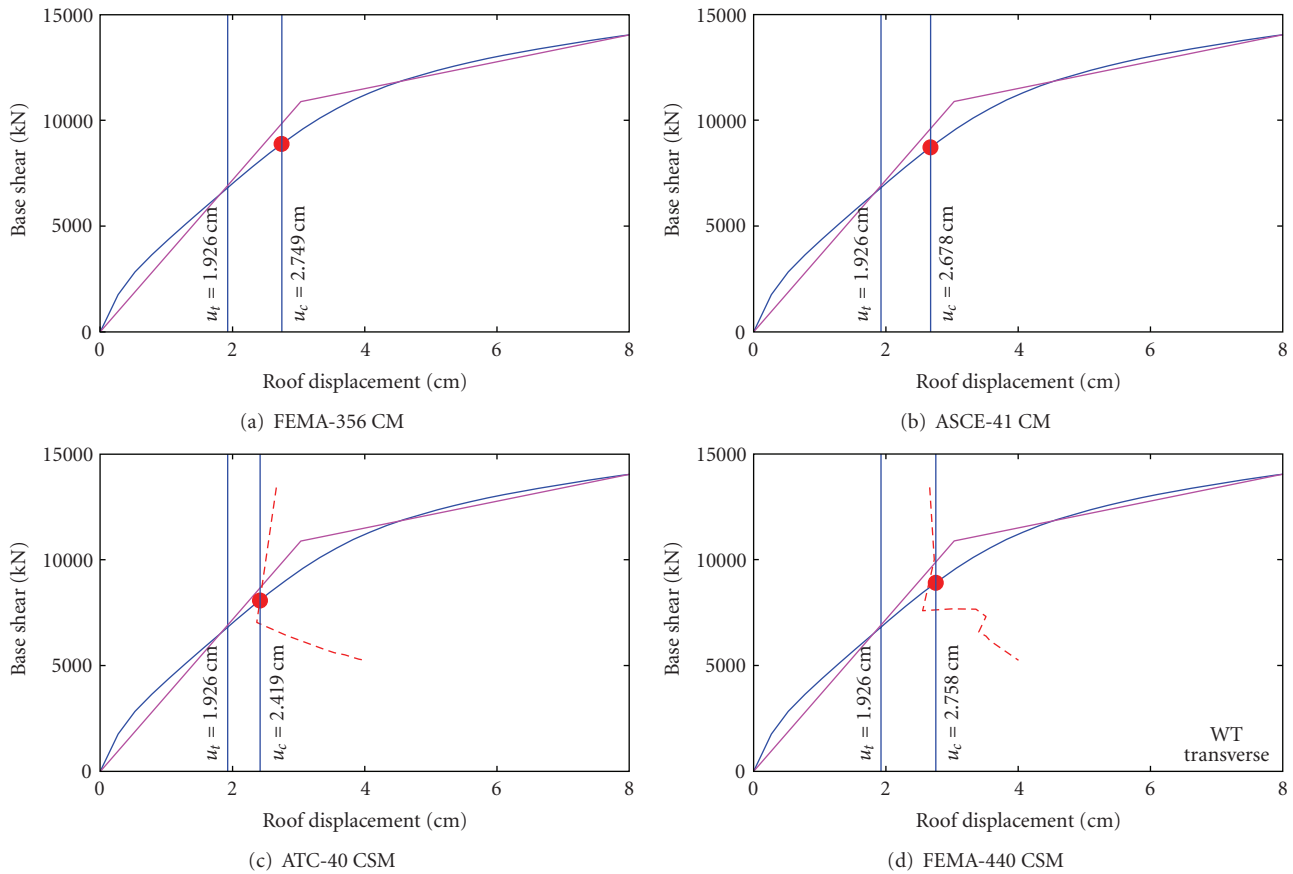 15000
10000
5000
0
Base shear (kN)
u_t = 1.926 cm
u_c = 2.749 cm
0 2 4 6 8
Roof displacement (cm)
(a) FEMA-356 CM
15000
10000
5000
0
Base shear (kN)
u_t = 1.926 cm
u_c = 2.678 cm
0 2 4 6 8
Roof displacement (cm)
(b) ASCE-41 CM
15000
10000
5000
0
Base shear (kN)
u_t = 1.926 cm
u_c = 2.419 cm
0 2 4 6 8
Roof displacement (cm)
(c) ATC-40 CSM
15000
10000
5000
0
Base shear (kN)
u_t = 1.926 cm
u_c = 2.758 cm
WT
transverse
0 2 4 6 8
Roof displacement (cm)
(d) FEMA-440 CSM